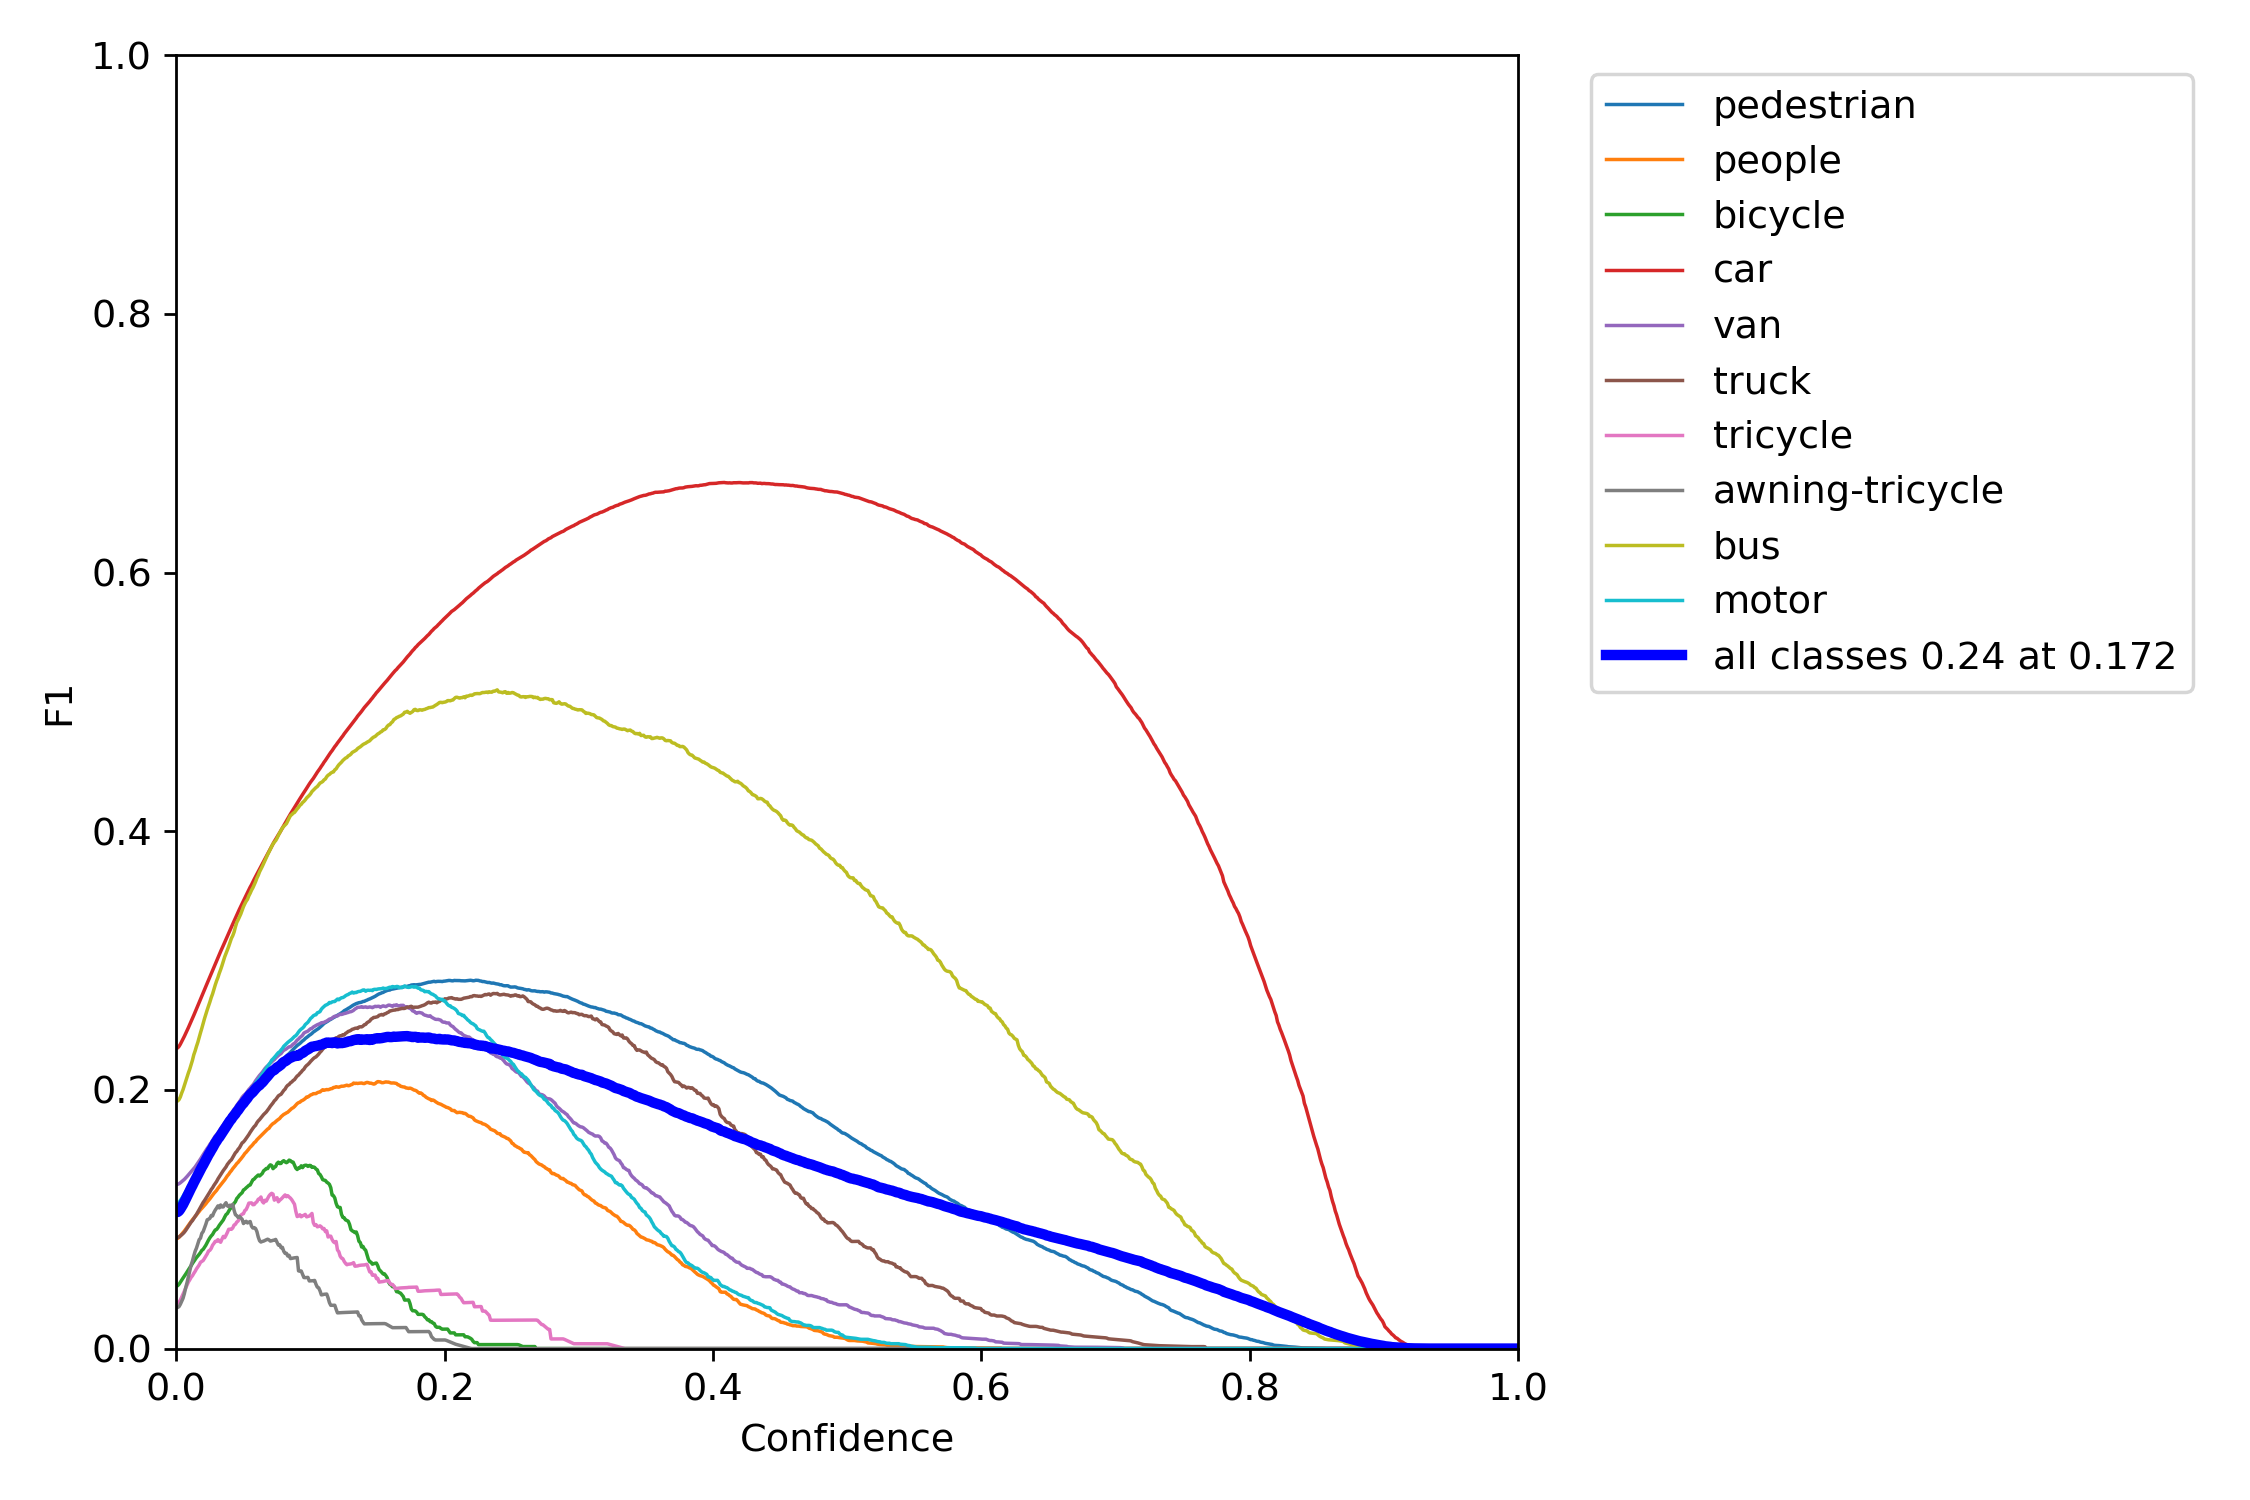 1.0
0.8
0.6
0.4
0.2
0.0
F1
0.0 0.2 0.4 0.6 0.8 1.0
Confidence
pedestrian
people
bicycle
car
van
truck
tricycle
awning-tricycle
bus
motor
all classes 0.24 at 0.172